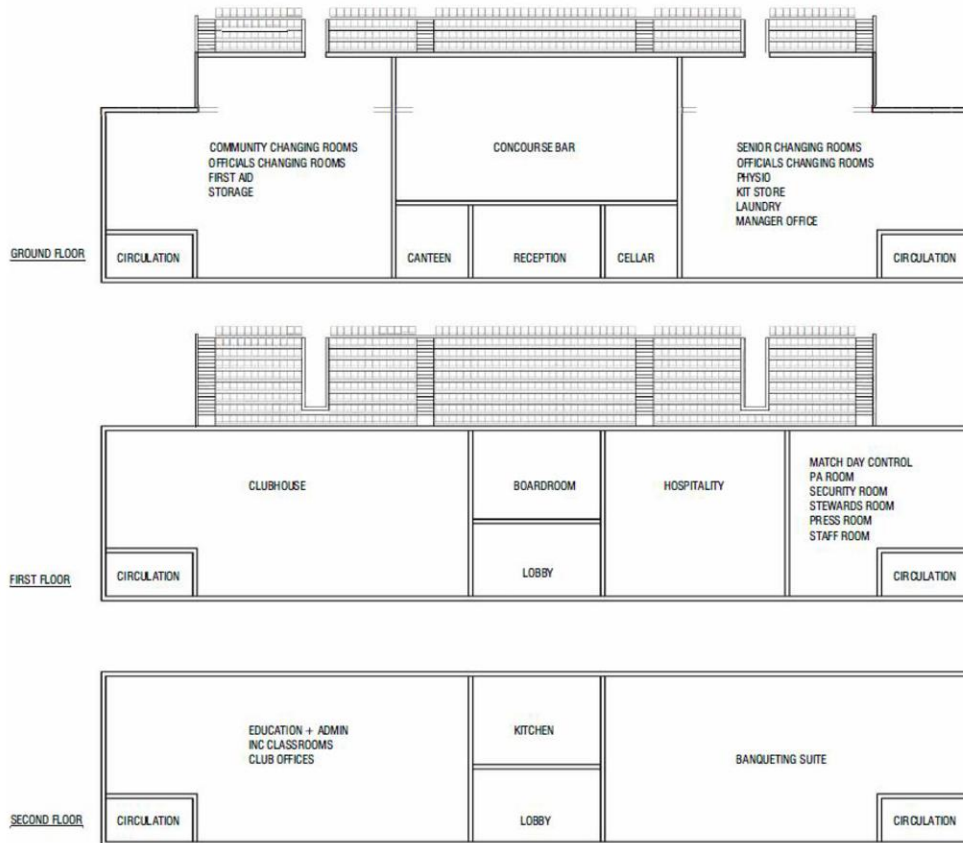 COMMUNITY CHANGING ROOMS
OFFICIALS CHANGING ROOMS
FIRST AID
STORAGE
CONCOURSE BAR
SENIOR CHANGING ROOMS
OFFICIALS CHANGING ROOMS
PHYSIO
KIT STORE
LAUNDRY
MANAGER OFFICE
GROUND FLOOR
CIRCULATION
CANTEEN
RECEPTION
CELLAR
CIRCULATION
CLUBHOUSE
BOARDROOM
HOSPITALITY
MATCH DAY CONTROL
PA ROOM
SECURITY ROOM
STEWARDS ROOM
PRESS ROOM
STAFF ROOM
FIRST FLOOR
CIRCULATION
LOBBY
CIRCULATION
EDUCATION + ADMIN
INC CLASSROOMS
CLUB OFFICES
KITCHEN
BANQUETING SUITE
SECOND FLOOR
CIRCULATION
LOBBY
CIRCULATION